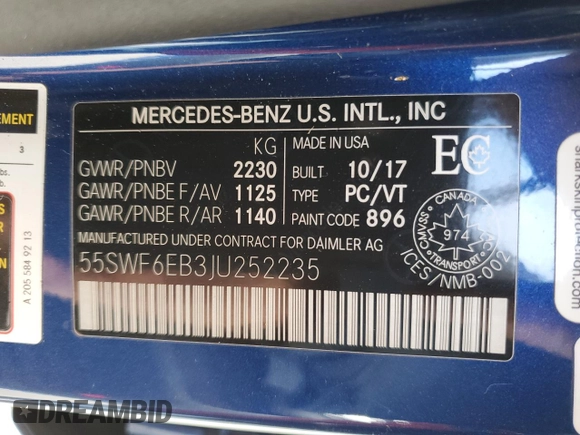 MERCEDES-BENZ U.S. INTL., INC
KG
GVWR/PNBV 2230
GAWR/PNBE F/AV 1125
GAWR/PNBE R/AR 1140
MADE IN USA
BUILT 10/17
TYPE PC/VT
PAINT CODE 896
EC
MANUFACTURED UNDER CONTRACT FOR DAIMLER AG
55SWF6EB3JU252235
CANADA
974
TRANSPORT
CMVSS
NSVAC
ICES/NMB-002
EMENT
3
lbs.
A 205 584 92 13
DREAMBID